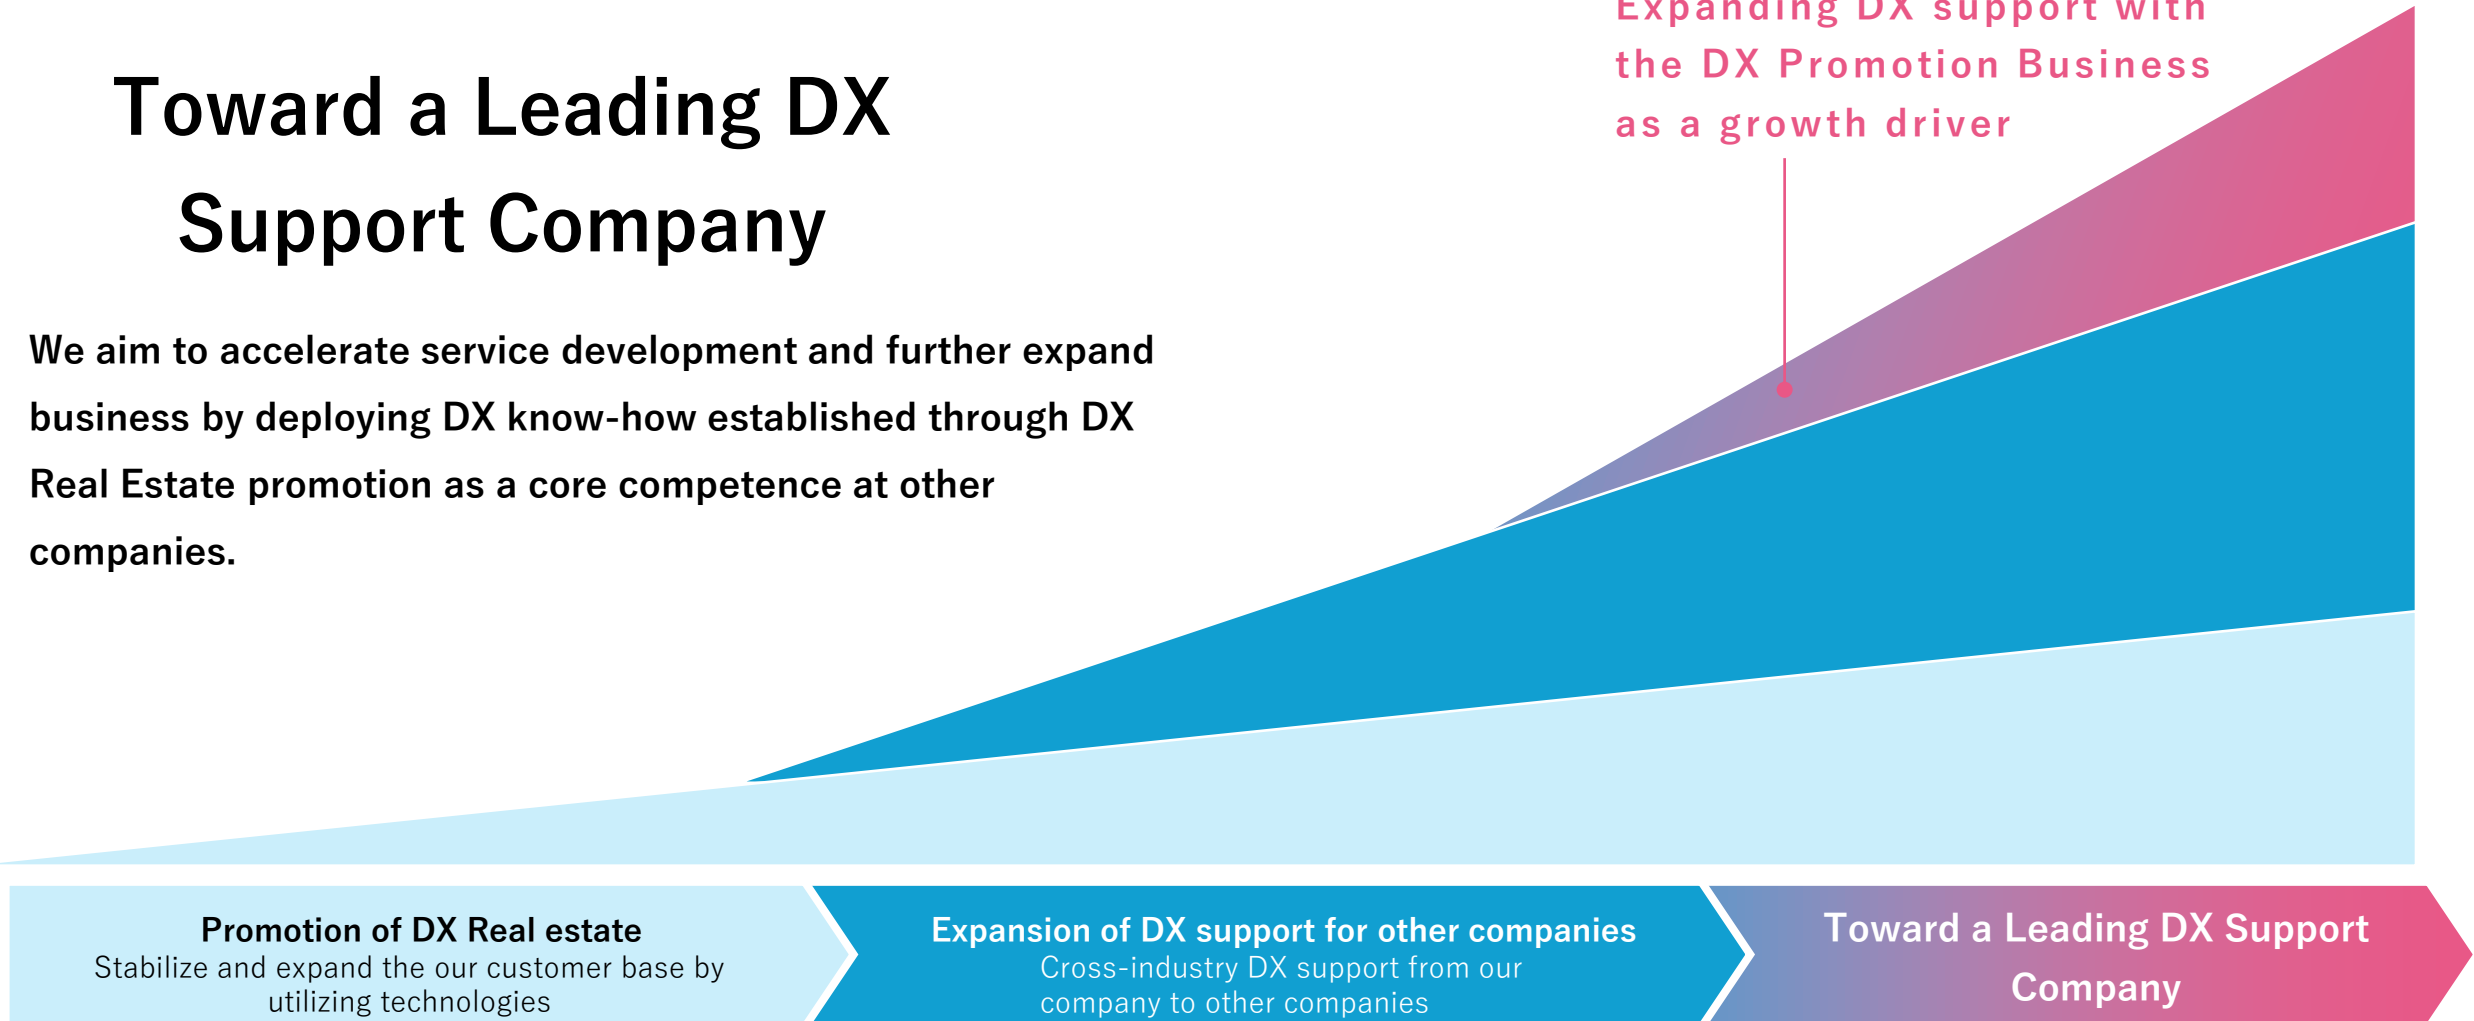 Expanding DX support with
the DX Promotion Business
as a growth driver
Toward a Leading DX
Support Company
We aim to accelerate service development and further expand
business by deploying DX know-how established through DX
Real Estate promotion as a core competence at other
companies.
Promotion of DX Real estate
Stabilize and expand the our customer base by
utilizing technologies
Expansion of DX support for other companies
Cross-industry DX support from our
company to other companies
Toward a Leading DX Support
Company